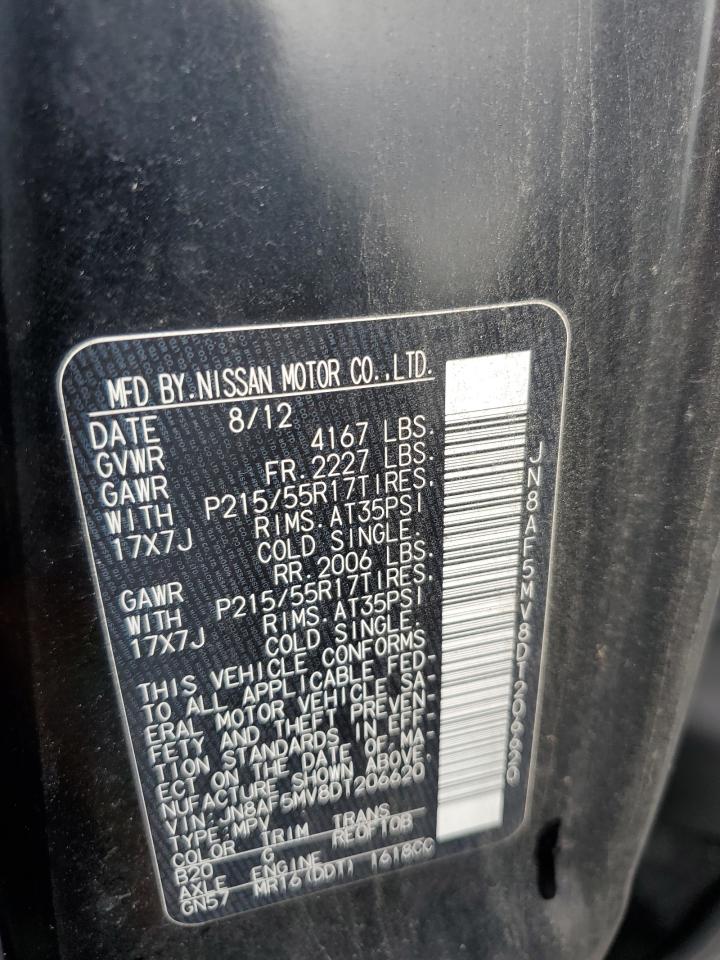 MFD BY.NISSAN MOTOR CO.,LTD.
DATE 8/12
GVWR 4167 LBS.
GAWR FR.2227 LBS.
WITH P215/55R17TIRES.
17X7J RIMS.AT35PSI
COLD SINGLE.
GAWR RR.2006 LBS.
WITH P215/55R17TIRES.
17X7J RIMS.AT35PSI
COLD SINGLE.
THIS VEHICLE CONFORMS
TO ALL APPLICABLE FED-
ERAL MOTOR VEHICLE SA-
FETY AND THEFT PREVEN-
TION STANDARDS IN EFF-
ECT ON THE DATE OF,MA-
NUFACTURE SHOWN ABOVE.
VIN:JN8AF5MV8DT206620
TYPE:MPV
COLOR TRIM TRANS
B20 G RE0F10B
AXLE ENGINE
GN57 MR16(DDT) 1618CC
JN8AF5MV8DT206620